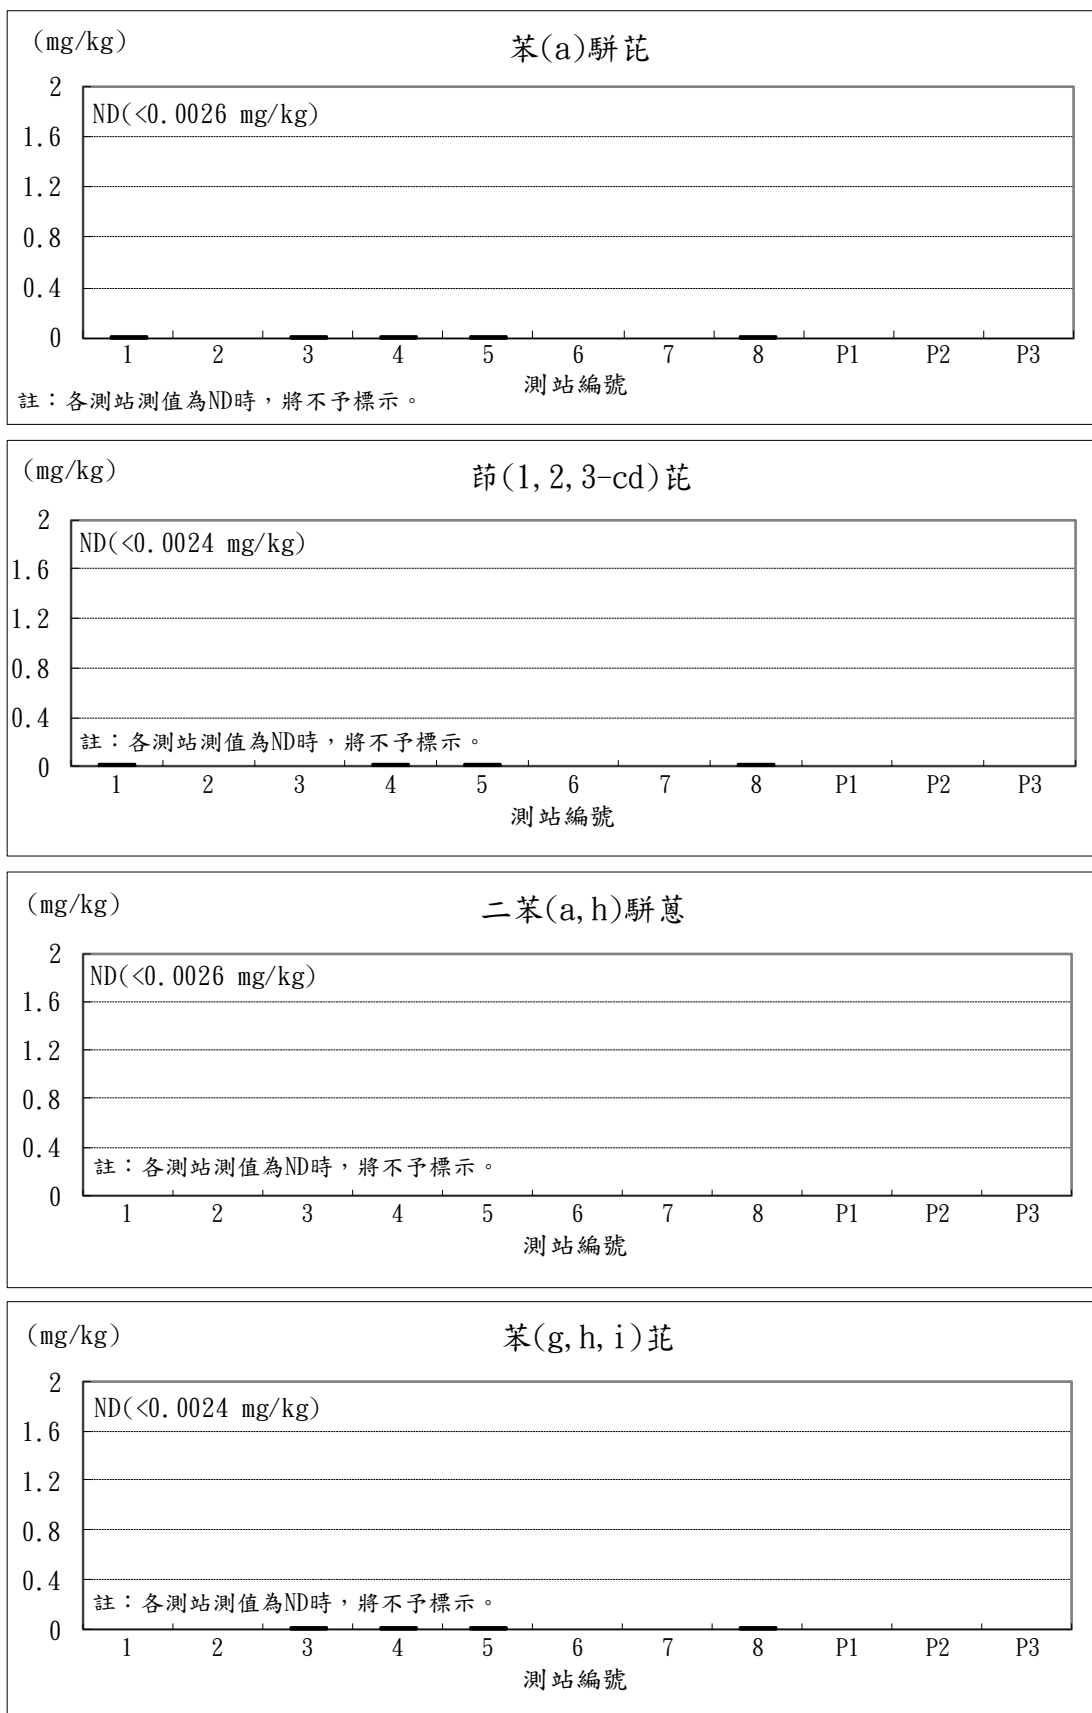 (mg/kg)
苯(a)駢芘
2
ND(<0.0026 mg/kg)
1.6
1.2
0.8
0.4
0
1 2 3 4 5 6 7 8 P1 P2 P3
測站編號
註：各測站測值為ND時，將不予標示。
(mg/kg)
茚(1,2,3-cd)芘
2
ND(<0.0024 mg/kg)
1.6
1.2
0.8
0.4
註：各測站測值為ND時，將不予標示。
0
1 2 3 4 5 6 7 8 P1 P2 P3
測站編號
(mg/kg)
二苯(a,h)駢蒽
2
ND(<0.0026 mg/kg)
1.6
1.2
0.8
0.4
註：各測站測值為ND時，將不予標示。
0
1 2 3 4 5 6 7 8 P1 P2 P3
測站編號
(mg/kg)
苯(g,h,i)芘
2
ND(<0.0024 mg/kg)
1.6
1.2
0.8
0.4
註：各測站測值為ND時，將不予標示。
0
1 2 3 4 5 6 7 8 P1 P2 P3
測站編號